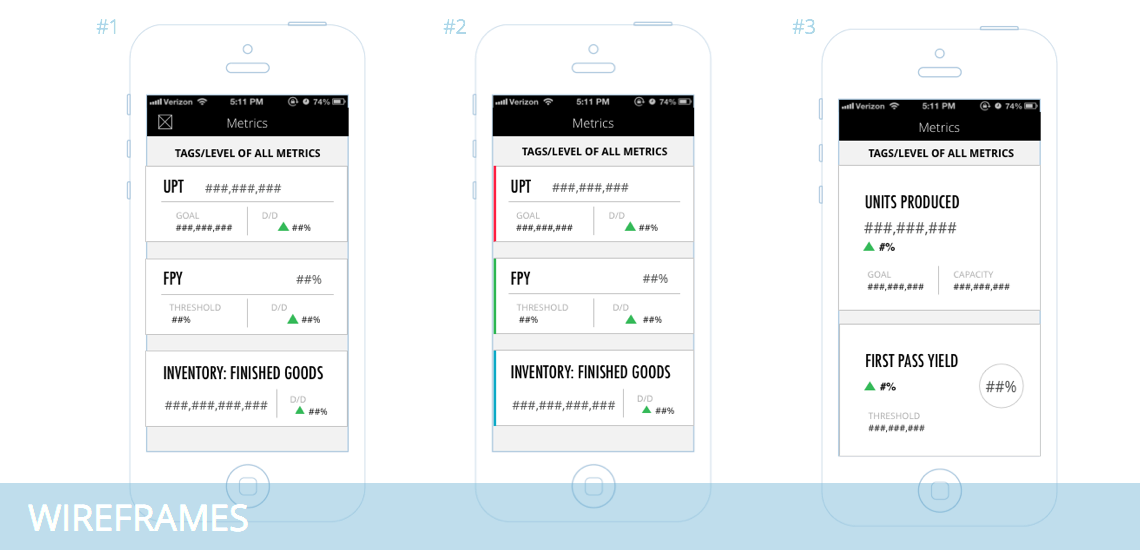 #1
Verizon 5:11 PM 74%
Metrics
TAGS/LEVEL OF ALL METRICS
UPT ###,###,###
GOAL D/D
###,###,### ##%
FPY ##%
THRESHOLD D/D
##% ##%
INVENTORY: FINISHED GOODS
###,###,###,### D/D
##%
#2
Verizon 5:11 PM 74%
Metrics
TAGS/LEVEL OF ALL METRICS
UPT ###,###,###
GOAL D/D
###,###,### ##%
FPY ##%
THRESHOLD D/D
##% ##%
INVENTORY: FINISHED GOODS
###,###,###,### D/D
##%
#3
Verizon 5:11 PM 74%
Metrics
TAGS/LEVEL OF ALL METRICS
UNITS PRODUCED
###,###,###
#%
GOAL CAPACITY
###,###,### ###,###,###
FIRST PASS YIELD
#% ##%
THRESHOLD
###,###,###
WIREFRAMES